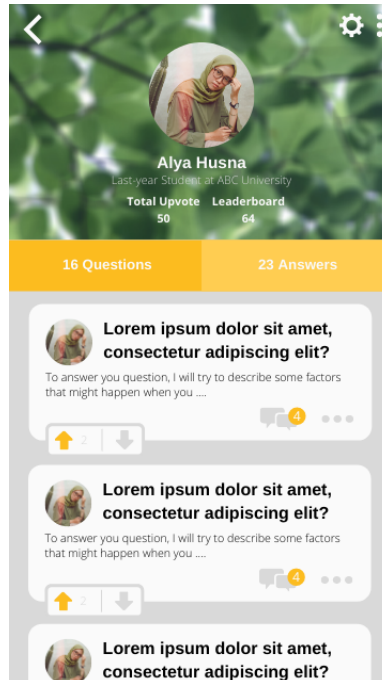 Alya Husna
Last-year Student at ABC University
Total Upvote Leaderboard
50 64
16 Questions 23 Answers
Lorem ipsum dolor sit amet,
consectetur adipiscing elit?
To answer you question, I will try to describe some factors
that might happen when you ....
4
2
Lorem ipsum dolor sit amet,
consectetur adipiscing elit?
To answer you question, I will try to describe some factors
that might happen when you ....
4
2
Lorem ipsum dolor sit amet,
consectetur adipiscing elit?